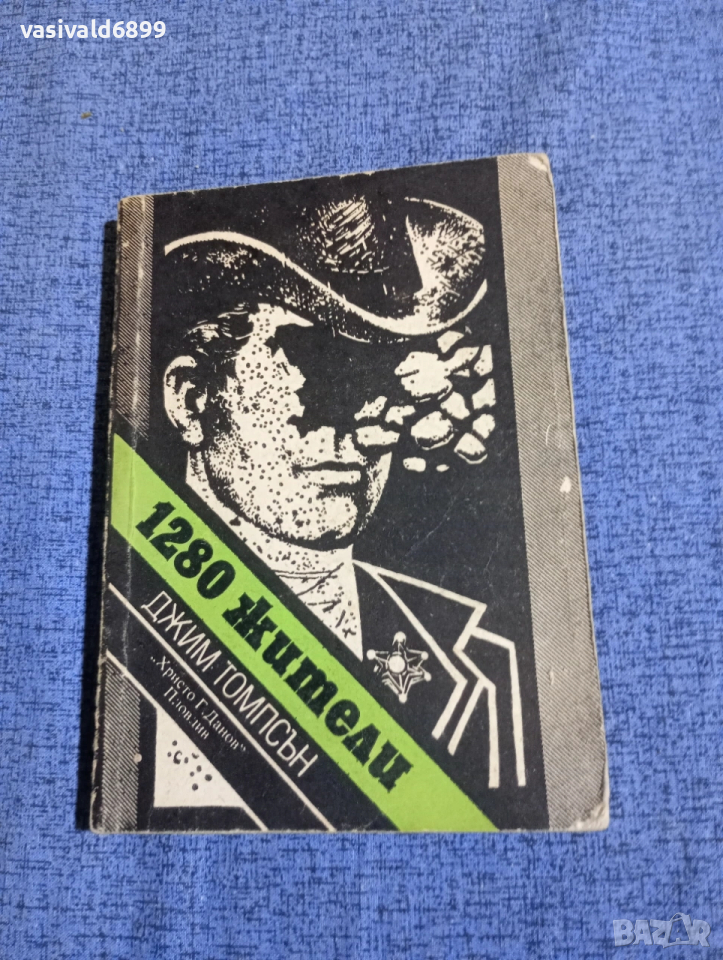 vasivald6899
1280 жители
ДЖИМ ТОМПСЪН
„Христо Г. Данов"
Пловдив
BAZAR